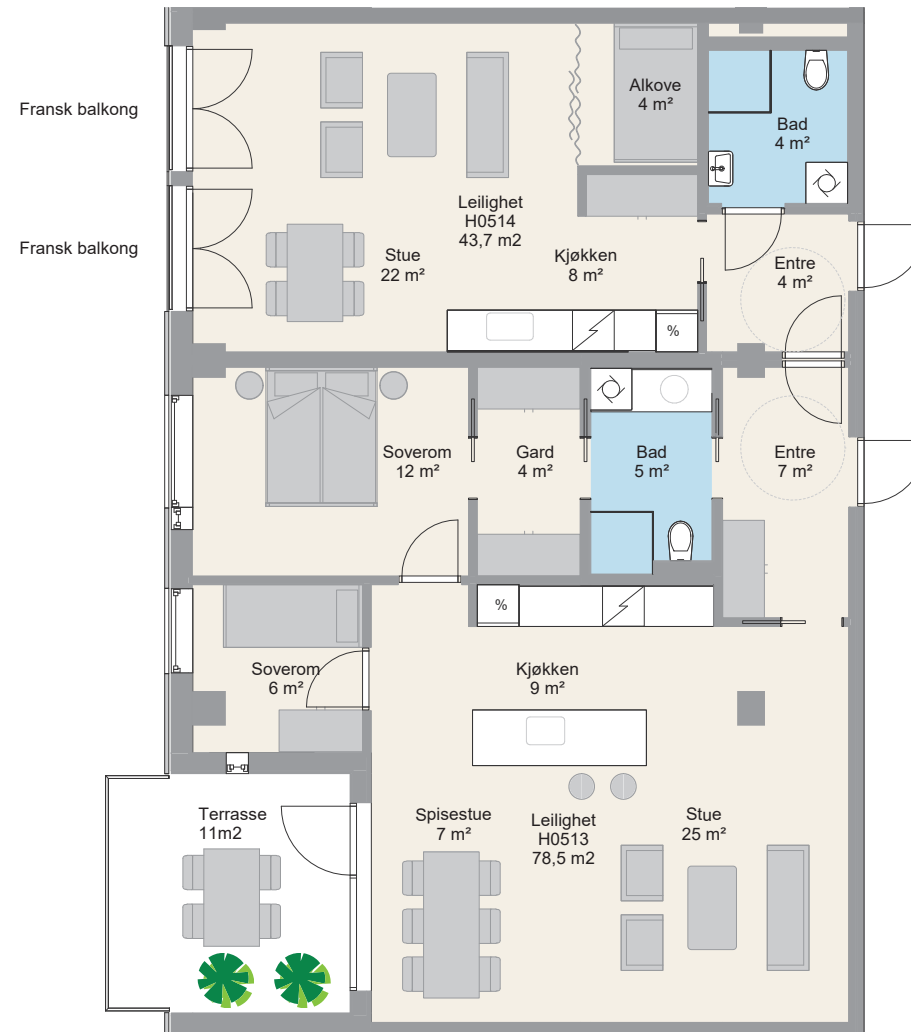 Fransk balkong
Alkove
4 m²
Bad
4 m²
Leilighet
H0514
43,7 m2
Fransk balkong
Stue
22 m²
Kjøkken
8 m²
Entre
4 m²
%
Soverom
12 m²
Gard
4 m²
Bad
5 m²
Entre
7 m²
%
Soverom
6 m²
Kjøkken
9 m²
Terrasse
11m2
Spisestue
7 m²
Leilighet
H0513
78,5 m2
Stue
25 m²